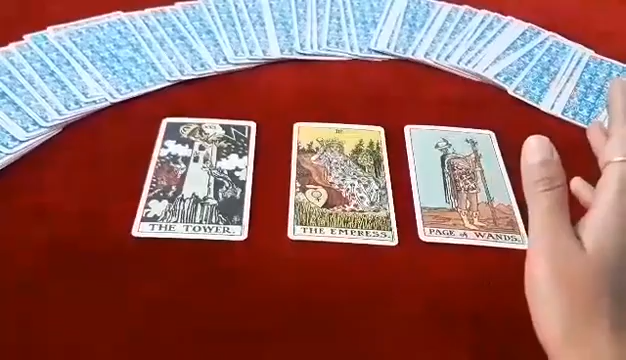 THE TOWER.
THE EMPRESS.
PAGE of WANDS.